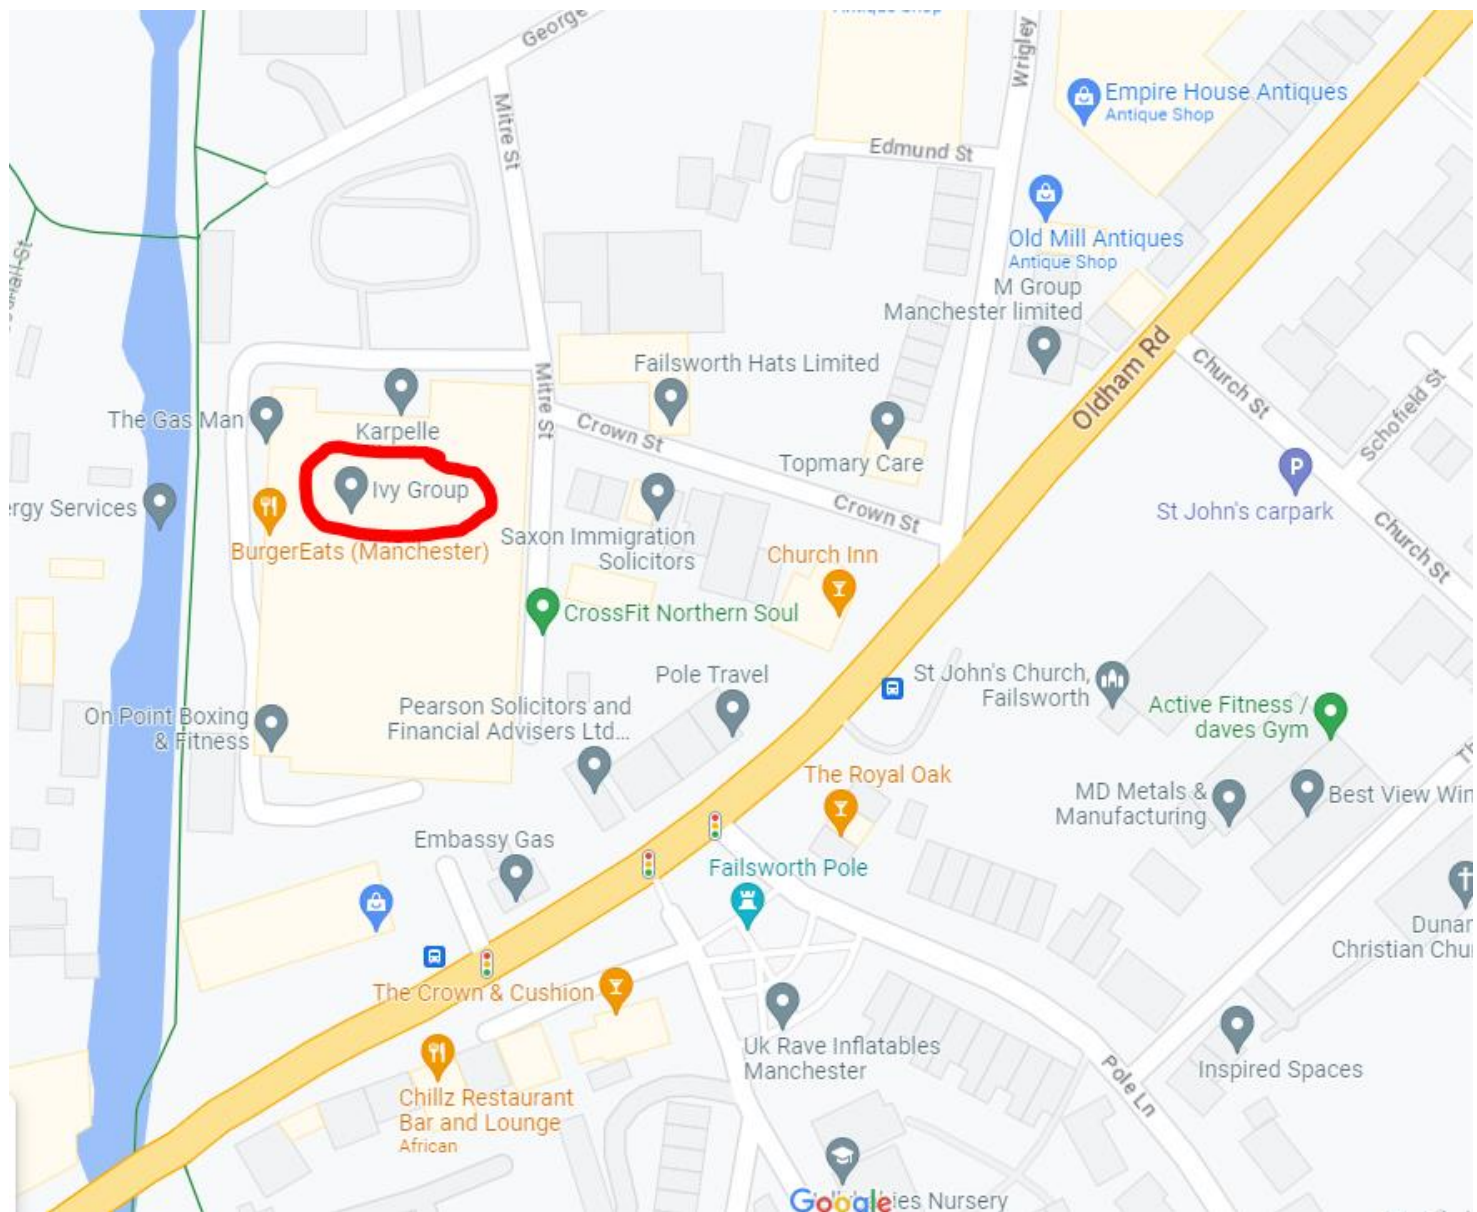 Antique Shop
George
Wrigley
Mitre St
Empire House Antiques
Antique Shop
Edmund St
Old Mill Antiques
Antique Shop
M Group
Manchester limited
Oldham Rd
Failsworth Hats Limited
Mitre St
Church St
Schofield St
The Gas Man
Karpelle
Crown St
Topmary Care
Ivy Group
St John's carpark
P
rgy Services
Crown St
Church St
BurgerEats (Manchester)
Saxon Immigration
Solicitors
Church Inn
CrossFit Northern Soul
Pole Travel
St John's Church,
Failsworth
Active Fitness /
daves Gym
On Point Boxing
& Fitness
Pearson Solicitors and
Financial Advisers Ltd...
Th
The Royal Oak
MD Metals &
Manufacturing
Best View Win
Embassy Gas
Failsworth Pole
Dunar
Christian Chu
The Crown & Cushion
Uk Rave Inflatables
Manchester
Inspired Spaces
Pole Ln
Chillz Restaurant
Bar and Lounge
African
Google
ies Nursery